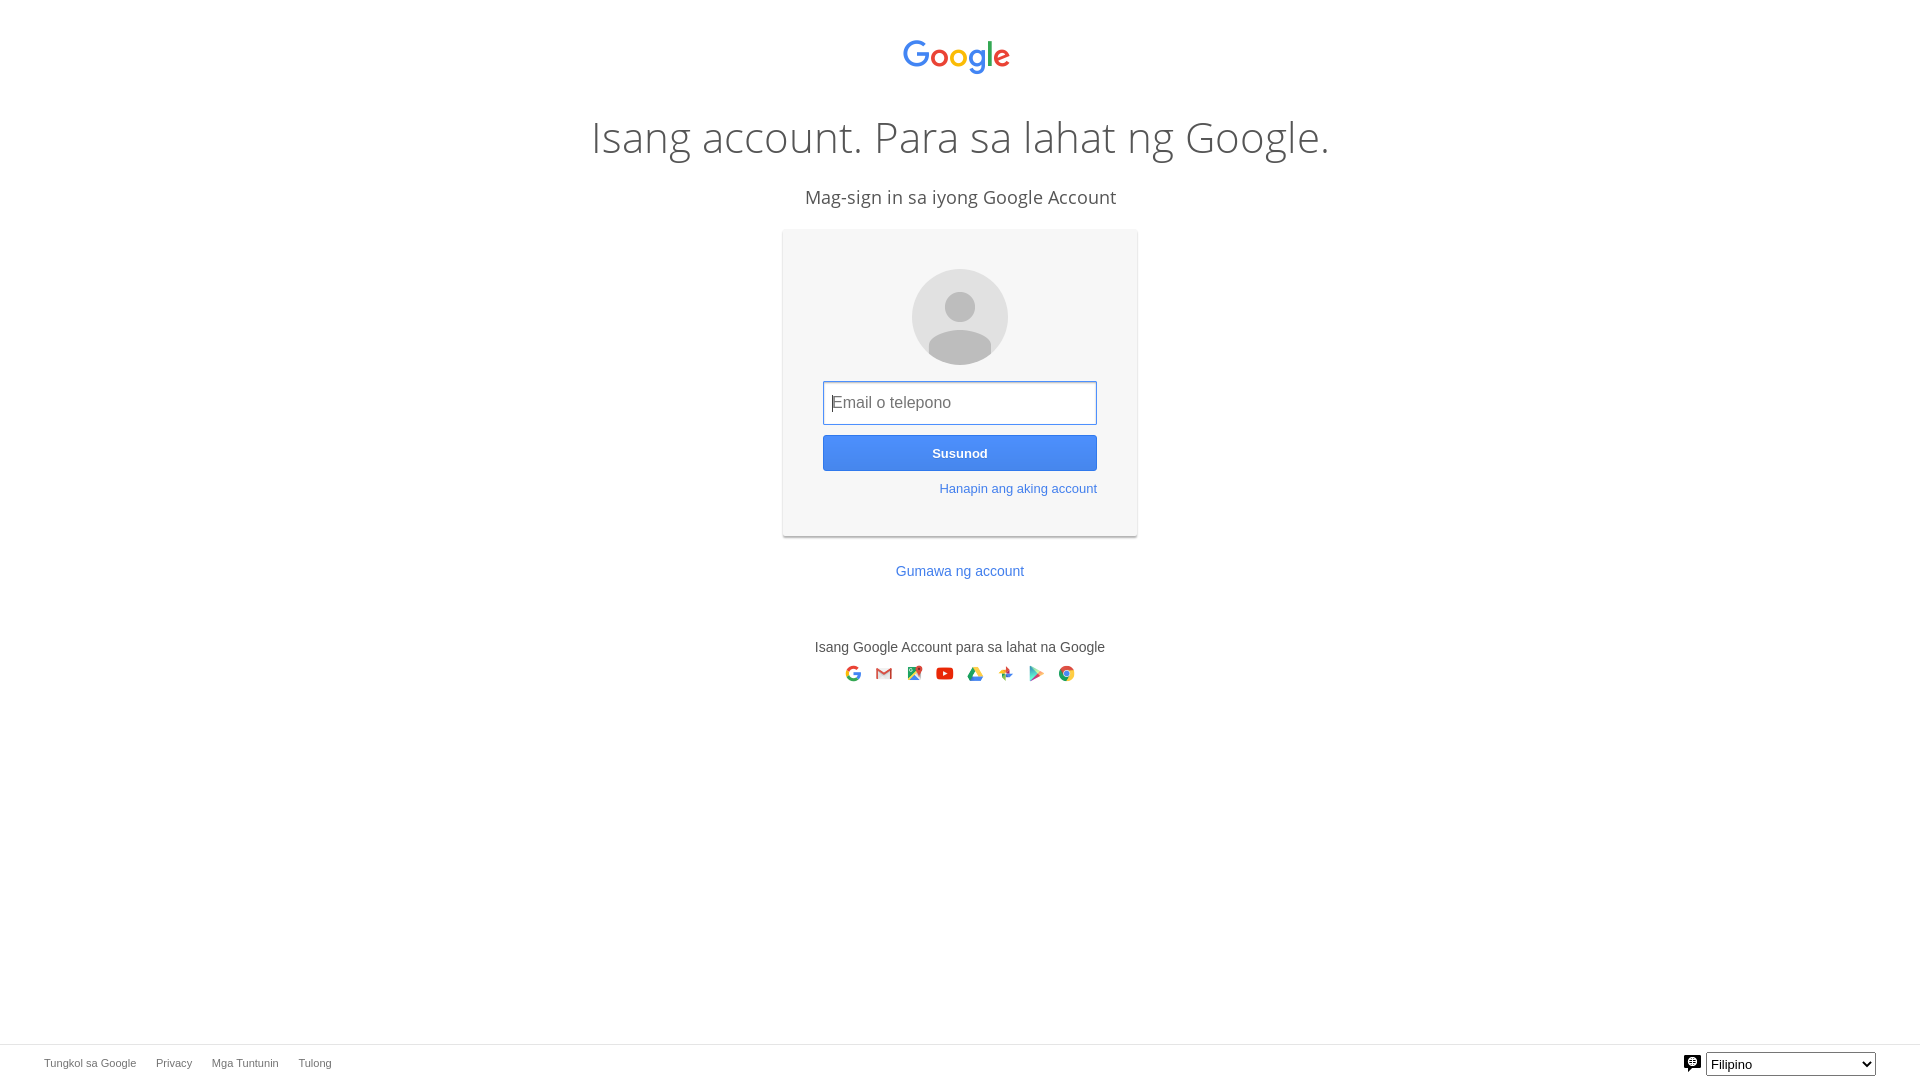 Google
Isang account. Para sa lahat ng Google.
Mag-sign in sa iyong Google Account
Email o telepono
Susunod
Hanapin ang aking account
Gumawa ng account
Isang Google Account para sa lahat na Google
Tungkol sa Google Privacy Mga Tuntunin Tulong Filipino